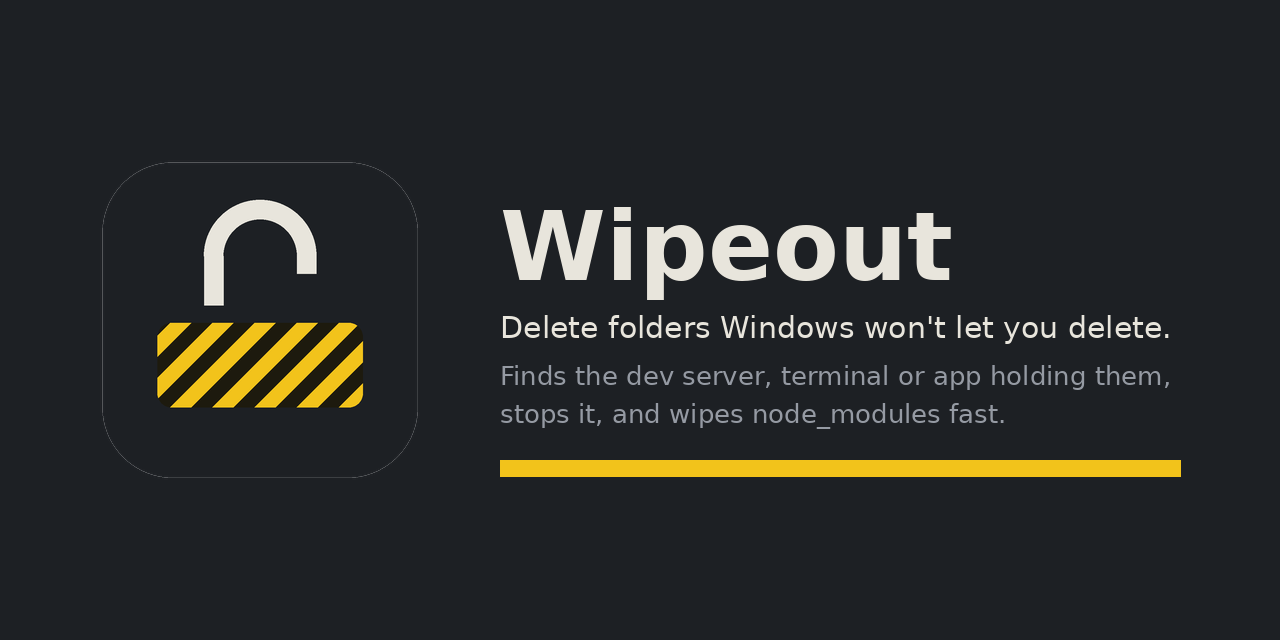 Wipeout
Delete folders Windows won't let you delete.
Finds the dev server, terminal or app holding them,
stops it, and wipes node_modules fast.